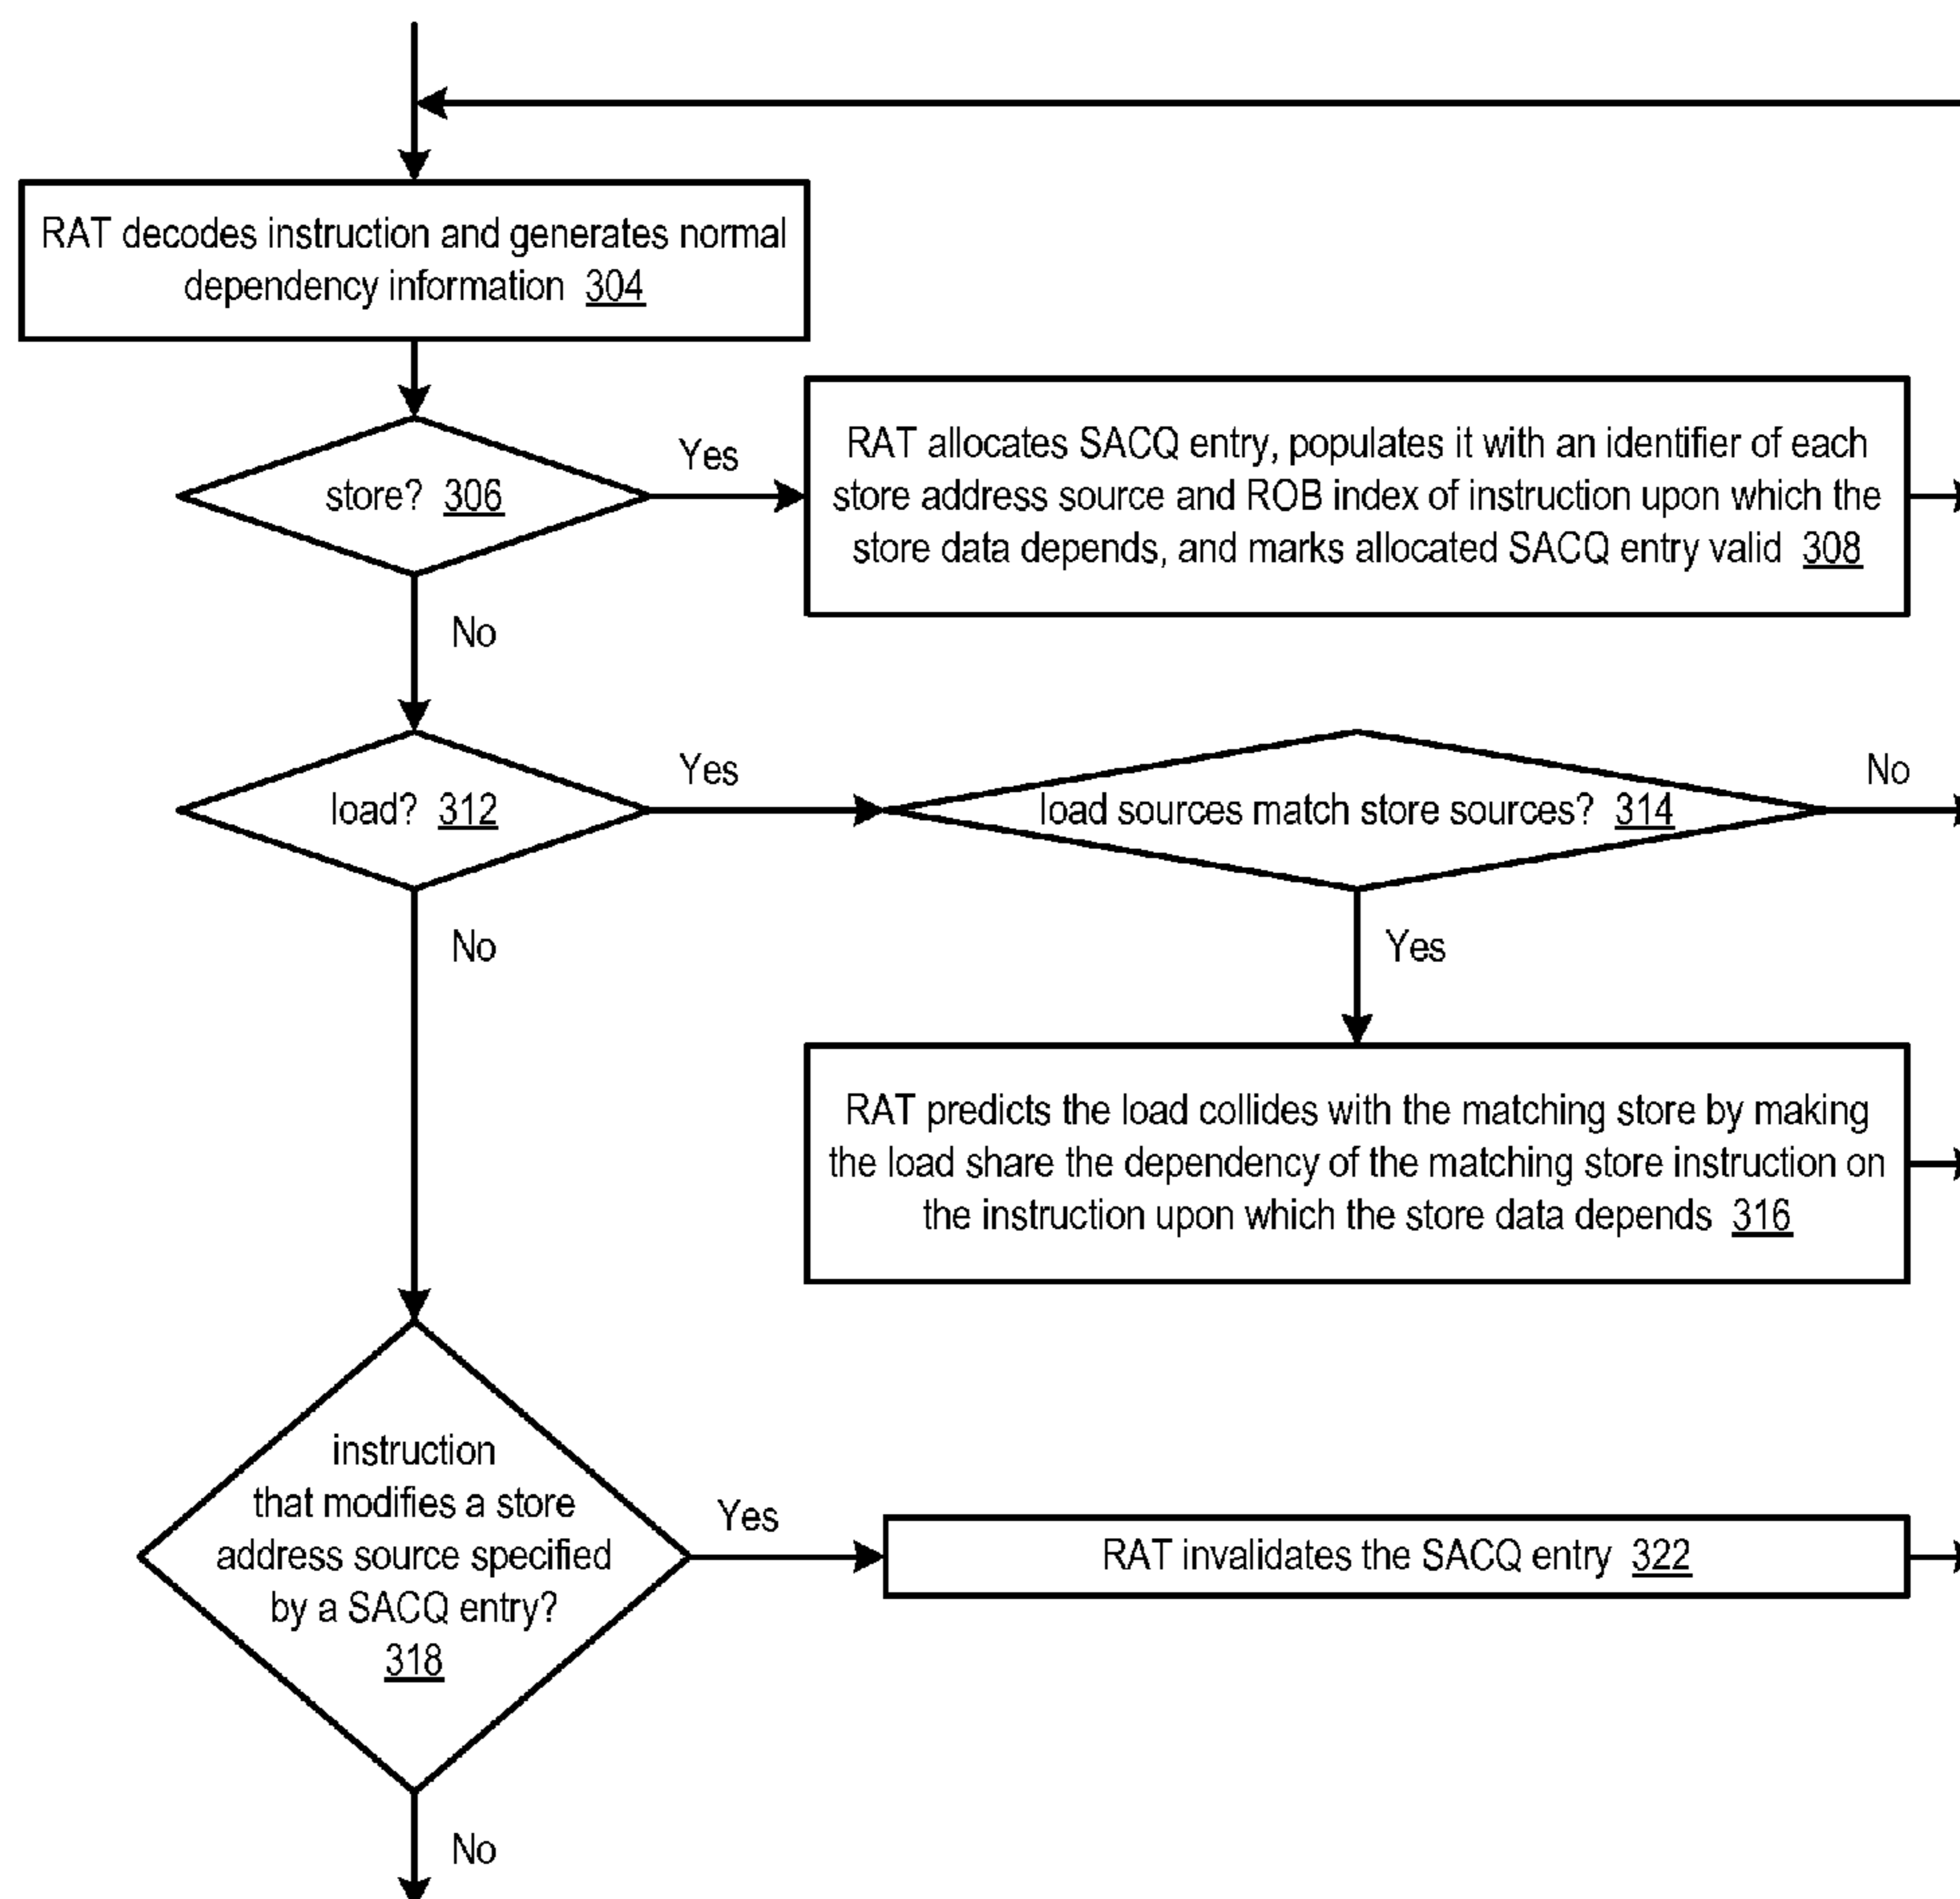 RAT decodes instruction and generates normal
dependency information 304
store? 306
Yes
RAT allocates SACQ entry, populates it with an identifier of each
store address source and ROB index of instruction upon which the
store data depends, and marks allocated SACQ entry valid 308
No
load? 312
Yes
load sources match store sources? 314
No
No
Yes
RAT predicts the load collides with the matching store by making
the load share the dependency of the matching store instruction on
the instruction upon which the store data depends 316
instruction
that modifies a store
address source specified
by a SACQ entry?
318
Yes
RAT invalidates the SACQ entry 322
No